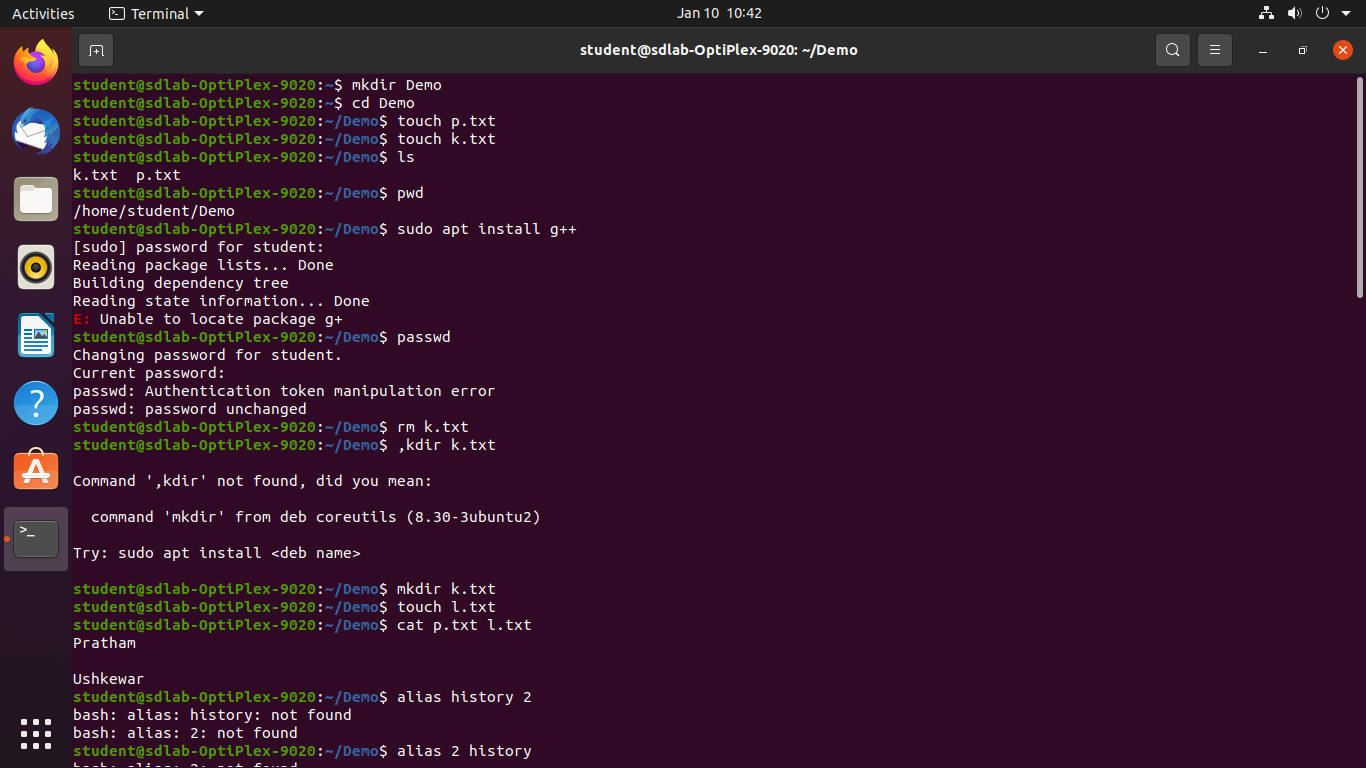 Activities
Terminal
Jan 10 10:42
student@sdlab-OptiPlex-9020: ~/Demo
student@sdlab-OptiPlex-9020:~$ mkdir Demo
student@sdlab-OptiPlex-9020:~$ cd Demo
student@sdlab-OptiPlex-9020:~/Demo$ touch p.txt
student@sdlab-OptiPlex-9020:~/Demo$ touch k.txt
student@sdlab-OptiPlex-9020:~/Demo$ ls
k.txt  p.txt
student@sdlab-OptiPlex-9020:~/Demo$ pwd
/home/student/Demo
student@sdlab-OptiPlex-9020:~/Demo$ sudo apt install g++
[sudo] password for student:
Reading package lists... Done
Building dependency tree
Reading state information... Done
E: Unable to locate package g+
student@sdlab-OptiPlex-9020:~/Demo$ passwd
Changing password for student.
Current password:
passwd: Authentication token manipulation error
passwd: password unchanged
student@sdlab-OptiPlex-9020:~/Demo$ rm k.txt
student@sdlab-OptiPlex-9020:~/Demo$ ,kdir k.txt
Command ',kdir' not found, did you mean:
command 'mkdir' from deb coreutils (8.30-3ubuntu2)
Try: sudo apt install <deb name>
student@sdlab-OptiPlex-9020:~/Demo$ mkdir k.txt
student@sdlab-OptiPlex-9020:~/Demo$ touch l.txt
student@sdlab-OptiPlex-9020:~/Demo$ cat p.txt l.txt
Pratham
Ushkewar
student@sdlab-OptiPlex-9020:~/Demo$ alias history 2
bash: alias: history: not found
bash: alias: 2: not found
student@sdlab-OptiPlex-9020:~/Demo$ alias 2 history
bash: alias: 2: not found